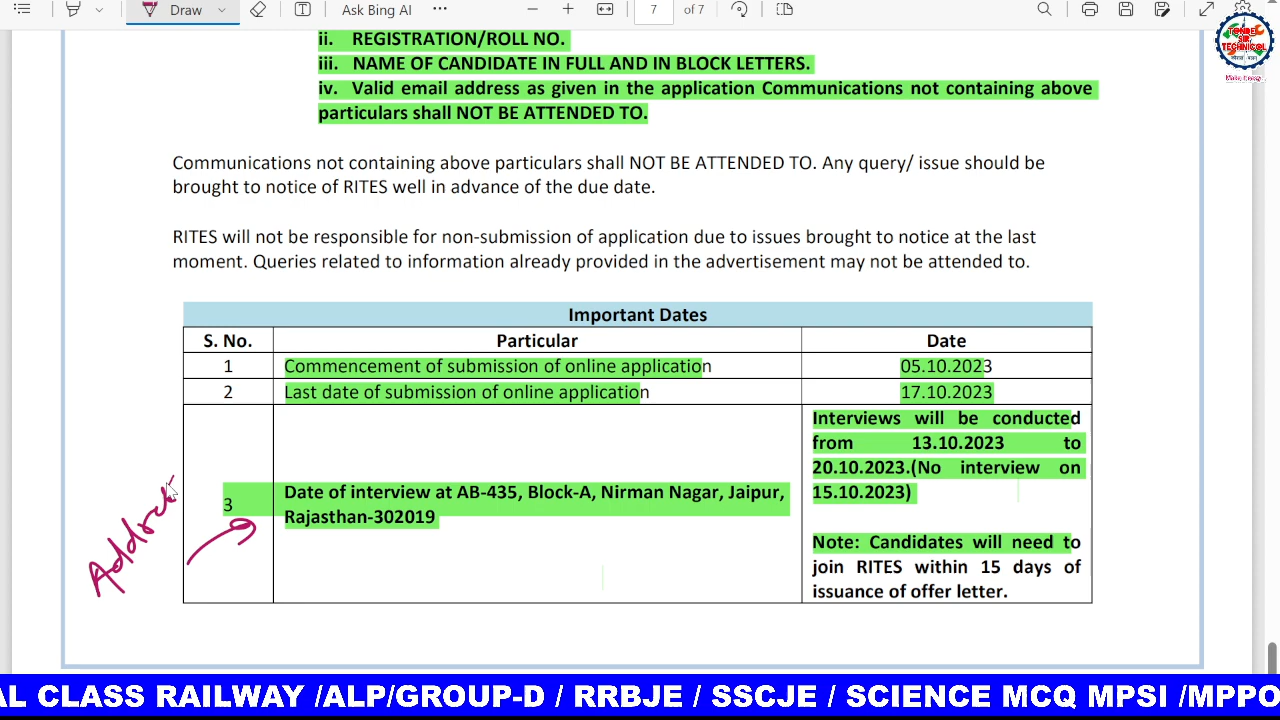 Draw
Ask Bing AI
7 of 7
TONDE
SIR
TECHNICOL
ii. REGISTRATION/ROLL NO.
iii. NAME OF CANDIDATE IN FULL AND IN BLOCK LETTERS.
iv. Valid email address as given in the application Communications not containing above
particulars shall NOT BE ATTENDED TO.
Communications not containing above particulars shall NOT BE ATTENDED TO. Any query/ issue should be
brought to notice of RITES well in advance of the due date.
RITES will not be responsible for non-submission of application due to issues brought to notice at the last
moment. Queries related to information already provided in the advertisement may not be attended to.
Important Dates
S. No. Particular Date
1 Commencement of submission of online application 05.10.2023
2 Last date of submission of online application 17.10.2023
3 Date of interview at AB-435, Block-A, Nirman Nagar, Jaipur,
Rajasthan-302019
Interviews will be conducted
from 13.10.2023 to
20.10.2023.(No interview on
15.10.2023)
Note: Candidates will need to
join RITES within 15 days of
issuance of offer letter.
Addres
AL CLASS RAILWAY /ALP/GROUP-D / RRBJE / SSCJE / SCIENCE MCQ MPSI /MPPO